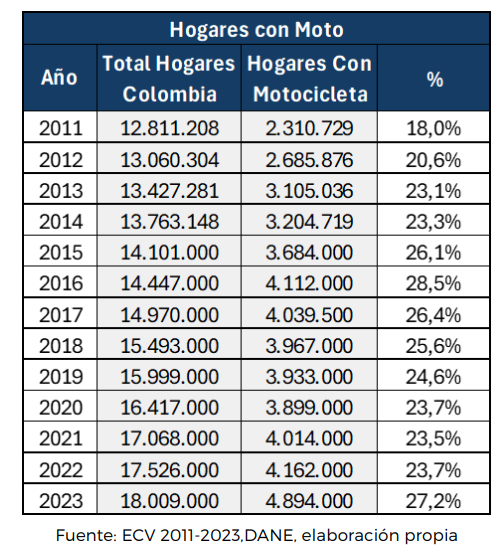 Hogares con Moto
Año Total Hogares Colombia Hogares Con Motocicleta %
2011 12.811.208 2.310.729 18,0%
2012 13.060.304 2.685.876 20,6%
2013 13.427.281 3.105.036 23,1%
2014 13.763.148 3.204.719 23,3%
2015 14.101.000 3.684.000 26,1%
2016 14.447.000 4.112.000 28,5%
2017 14.970.000 4.039.500 26,4%
2018 15.493.000 3.967.000 25,6%
2019 15.999.000 3.933.000 24,6%
2020 16.417.000 3.899.000 23,7%
2021 17.068.000 4.014.000 23,5%
2022 17.526.000 4.162.000 23,7%
2023 18.009.000 4.894.000 27,2%
Fuente: ECV 2011-2023,DANE, elaboración propia